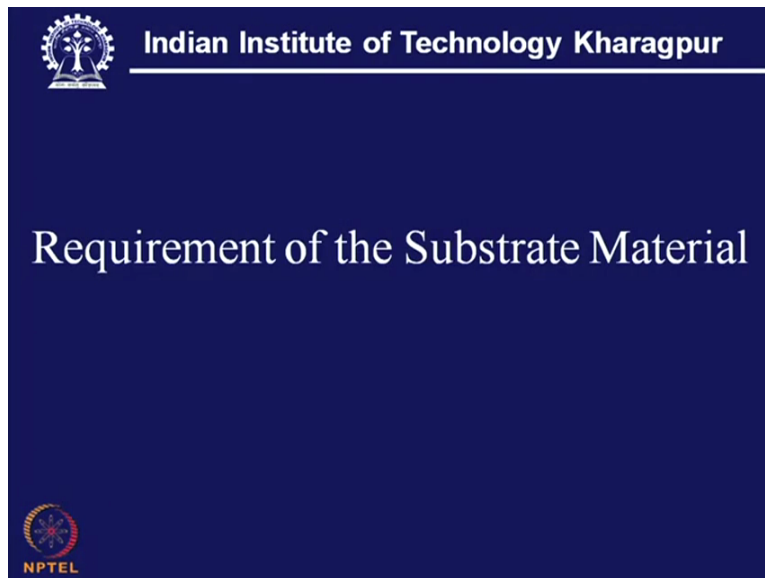 Indian Institute of Technology Kharagpur
Requirement of the Substrate Material
NPTEL